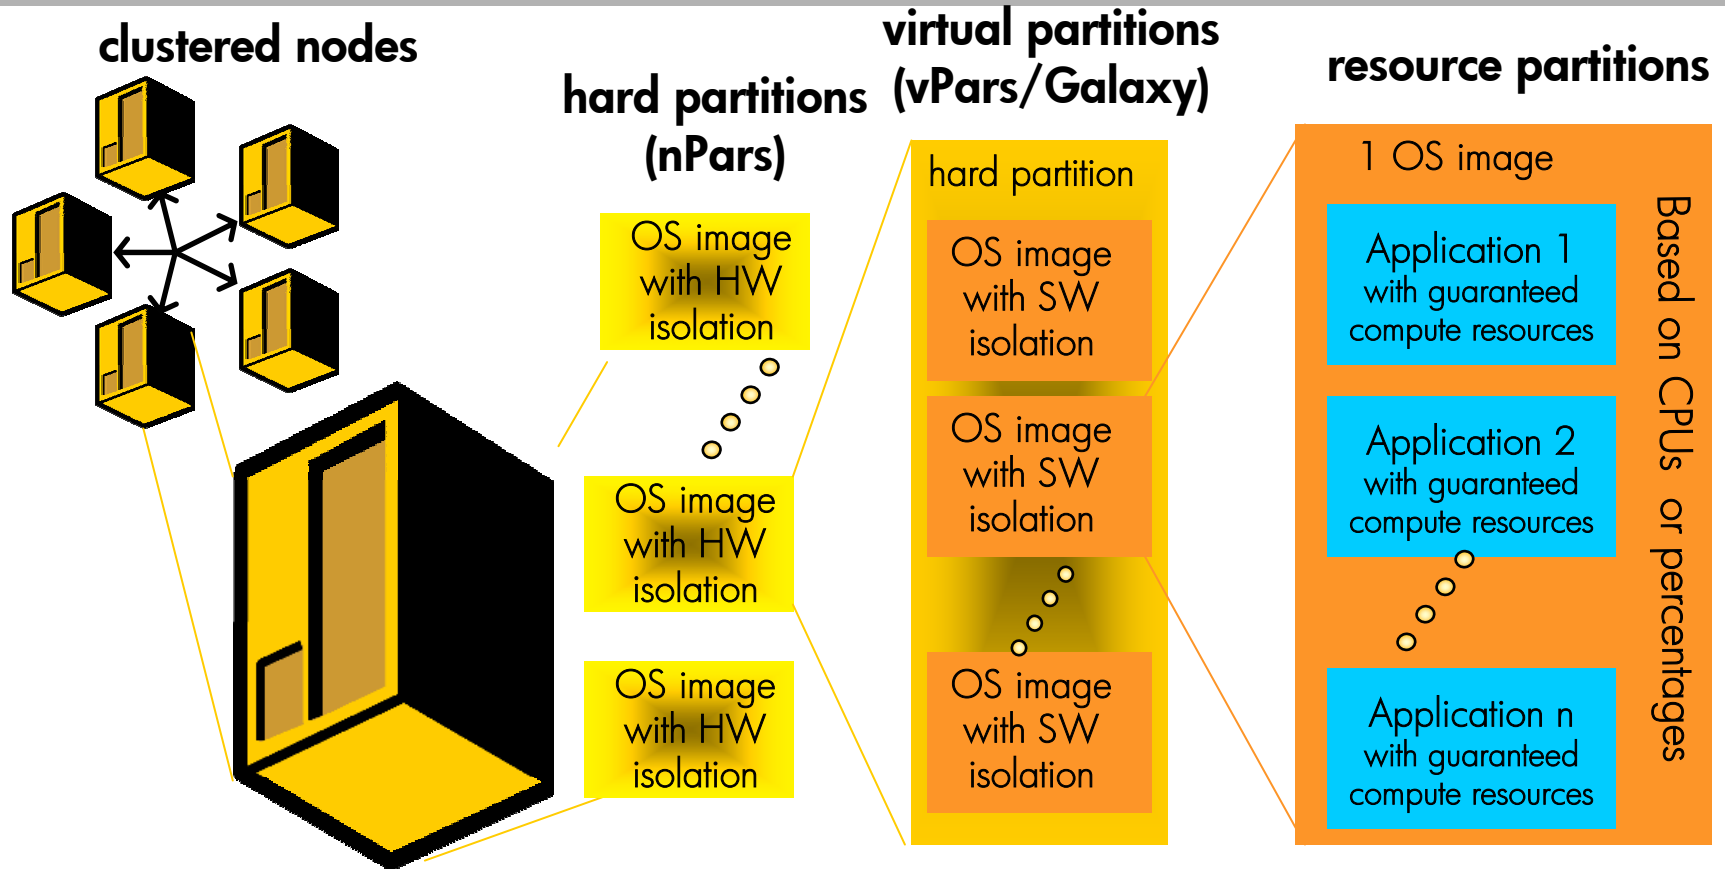 clustered nodes
hard partitions
(nPars)
OS image
with HW
isolation
OS image
with HW
isolation
OS image
with HW
isolation
virtual partitions
(vPars/Galaxy)
hard partition
OS image
with SW
isolation
OS image
with SW
isolation
OS image
with SW
isolation
resource partitions
1 OS image
Application 1
with guaranteed
compute resources
Application 2
with guaranteed
compute resources
Application n
with guaranteed
compute resources
Based on CPUs or percentages